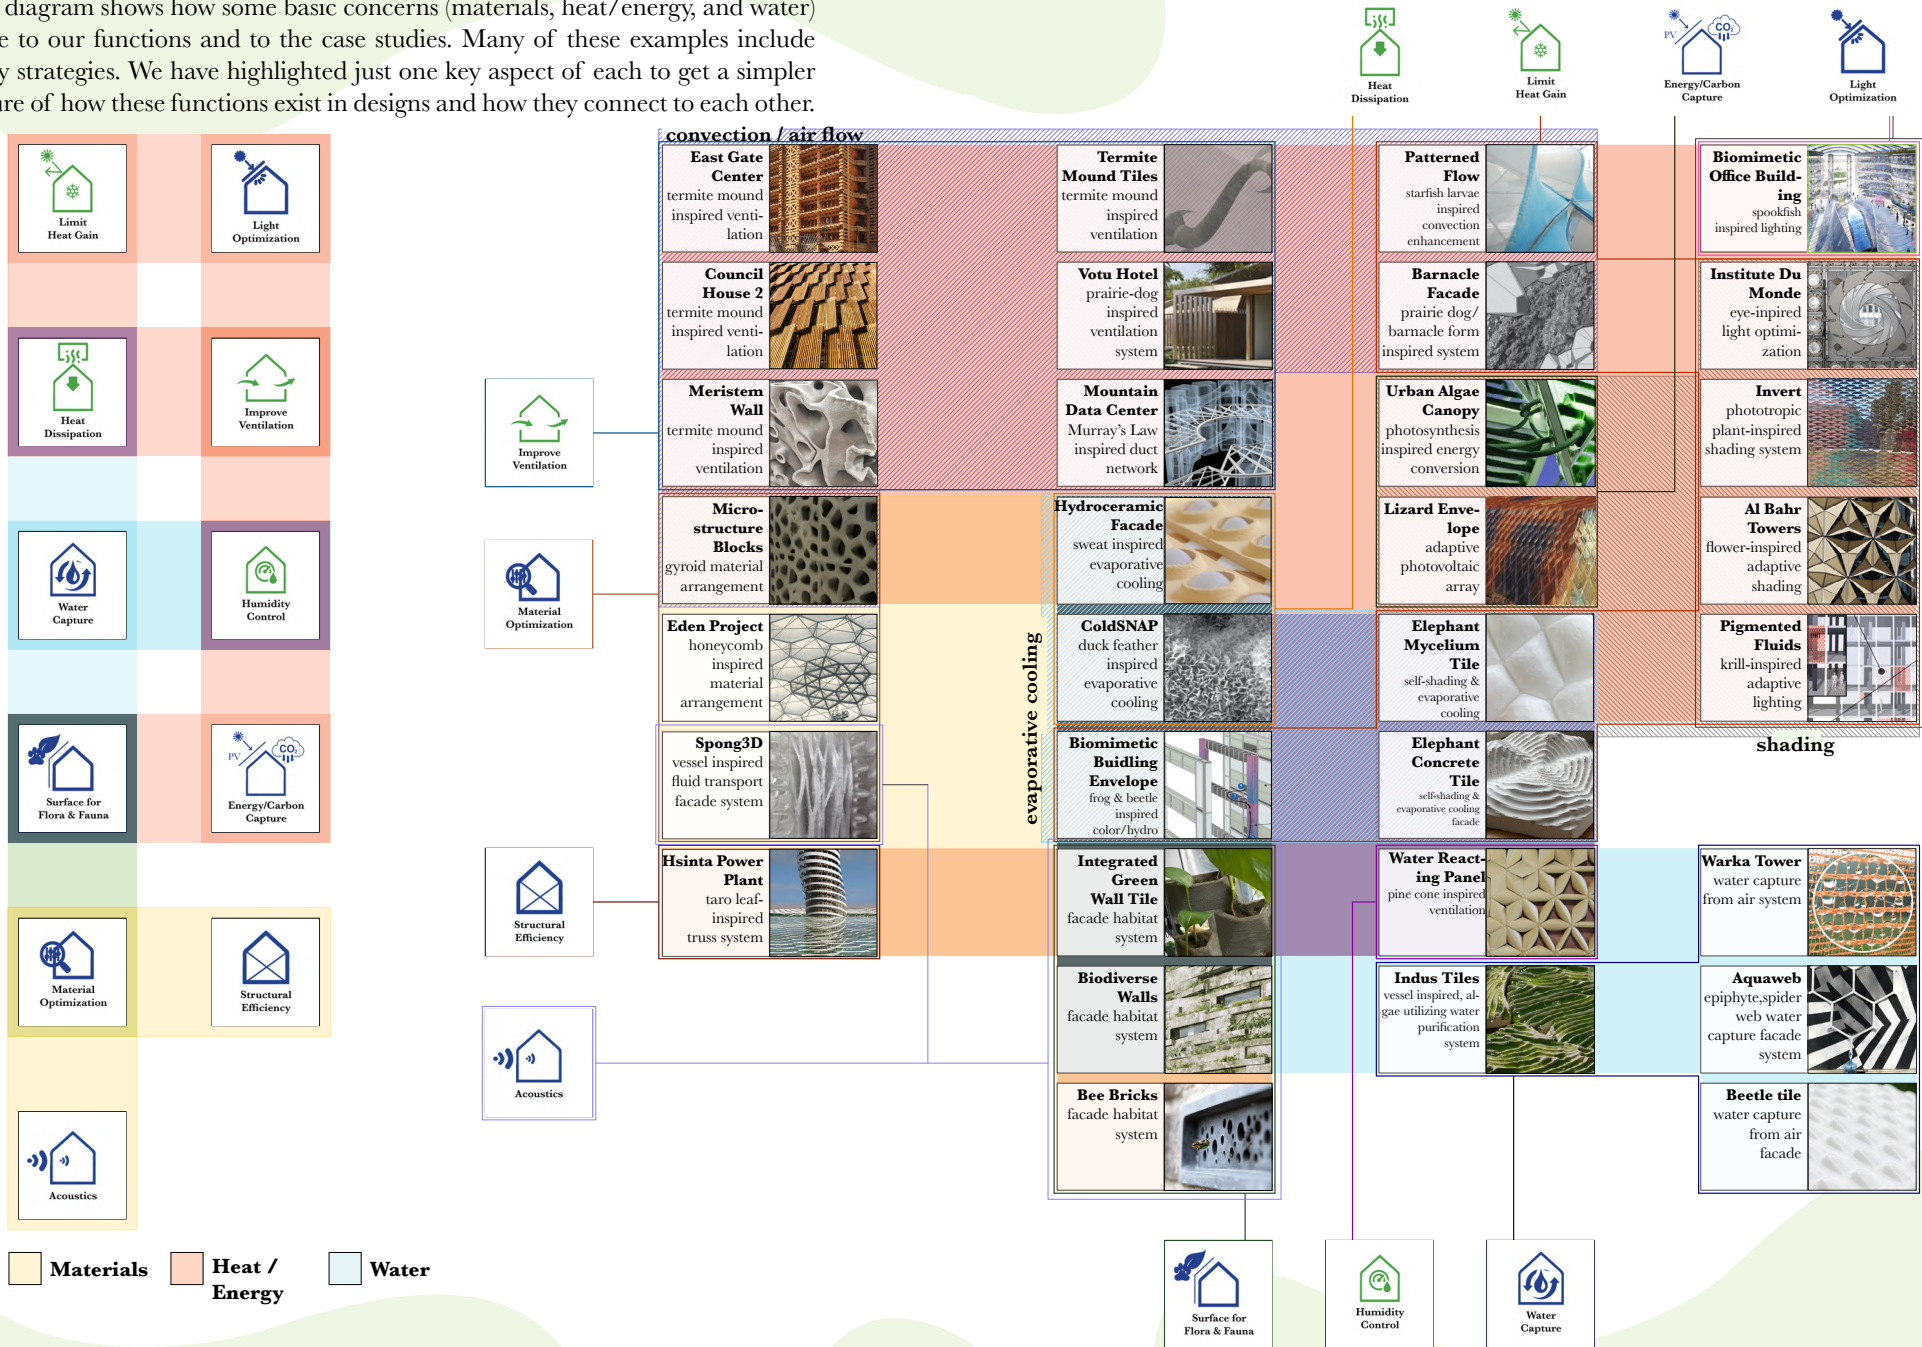 diagram shows how some basic concerns (materials, heat/energy, and water)
e to our functions and to the case studies. Many of these examples include
y strategies. We have highlighted just one key aspect of each to get a simpler
ure of how these functions exist in designs and how they connect to each other.
Heat
Dissipation
Limit
Heat Gain
PV
CO2
Energy/Carbon
Capture
Light
Optimization
Limit
Heat Gain
Light
Optimization
Heat
Dissipation
Improve
Ventilation
Water
Capture
Humidity
Control
Surface for
Flora & Fauna
PV
CO2
Energy/Carbon
Capture
Material
Optimization
Structural
Efficiency
Acoustics
Materials
Heat /
Energy
Water
Improve
Ventilation
Material
Optimization
Structural
Efficiency
Acoustics
convection / air flow
East Gate
Center
termite mound
inspired venti-
lation
Council
House 2
termite mound
inspired venti-
lation
Meristem
Wall
termite mound
inspired
ventilation
Micro-
structure
Blocks
gyroid material
arrangement
Eden Project
honeycomb
inspired
material
arrangement
Spong3D
vessel inspired
fluid transport
facade system
Hsinta Power
Plant
taro leaf-
inspired
truss system
evaporative cooling
Termite
Mound Tiles
termite mound
inspired
ventilation
Votu Hotel
prairie-dog
inspired
ventilation
system
Mountain
Data Center
Murray's Law
inspired duct
network
Hydroceramic
Facade
sweat inspired
evaporative
cooling
ColdSNAP
duck feather
inspired
evaporative
cooling
Biomimetic
Buidling
Envelope
frog & beetle
inspired
color/hydro
Integrated
Green
Wall Tile
facade habitat
system
Biodiverse
Walls
facade habitat
system
Bee Bricks
facade habitat
system
Patterned
Flow
starfish larvae
inspired
convection
enhancement
Barnacle
Facade
prairie dog/
barnacle form
inspired system
Urban Algae
Canopy
photosynthesis
inspired energy
conversion
Lizard Enve-
lope
adaptive
photovoltaic
array
Elephant
Mycelium
Tile
self-shading &
evaporative
cooling
Elephant
Concrete
Tile
self-shading &
evaporative cooling
facade
Water React-
ing Panel
pine cone inspired
ventilation
Indus Tiles
vessel inspired, al-
gae utilizing water
purification
system
Biomimetic
Office Build-
ing
spookfish
inspired lighting
Institute Du
Monde
eye-inpired
light optimi-
zation
Invert
phototropic
plant-inspired
shading system
Al Bahr
Towers
flower-inspired
adaptive
shading
Pigmented
Fluids
krill-inspired
adaptive
lighting
shading
Warka Tower
water capture
from air system
Aquaweb
epiphyte,spider
web water
capture facade
system
Beetle tile
water capture
from air
facade
Surface for
Flora & Fauna
Humidity
Control
Water
Capture